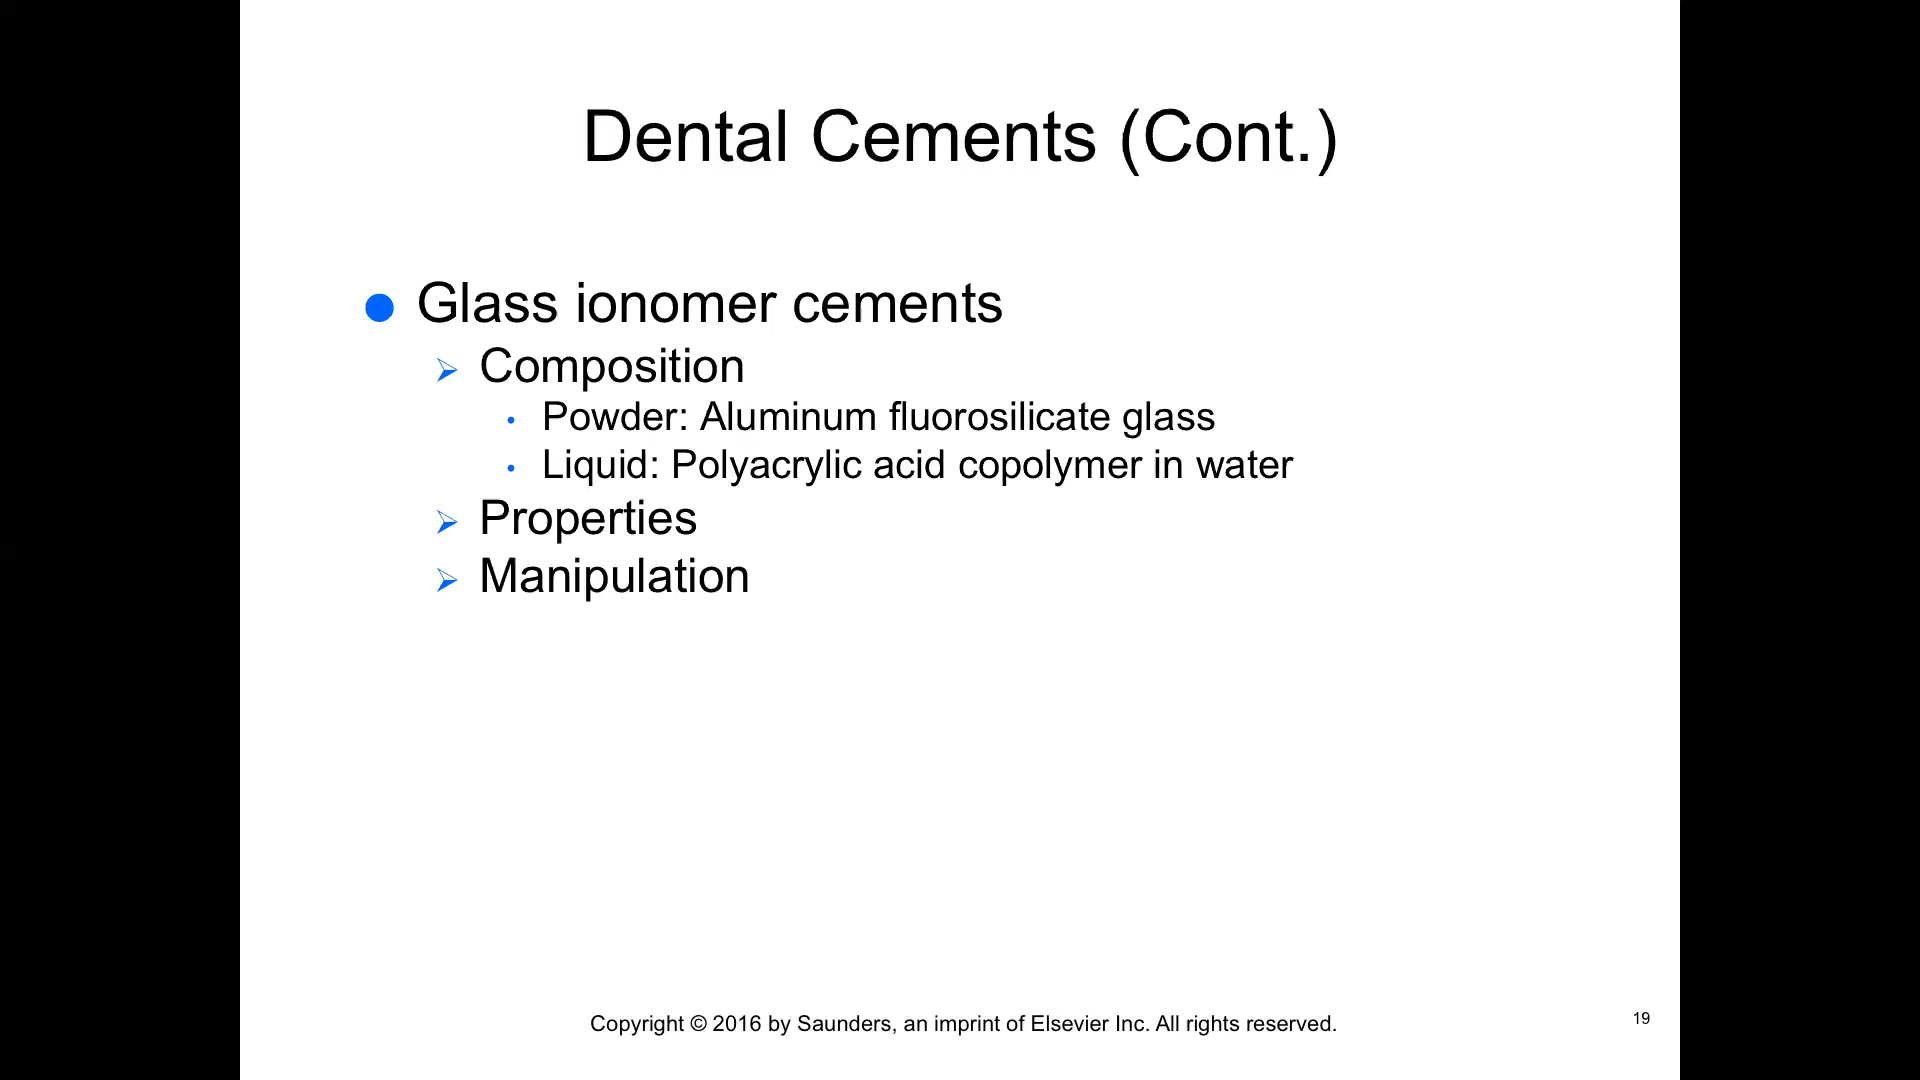 Dental Cements (Cont.)
Glass ionomer cements
Composition
Powder: Aluminum fluorosilicate glass
Liquid: Polyacrylic acid copolymer in water
Properties
Manipulation
Copyright © 2016 by Saunders, an imprint of Elsevier Inc. All rights reserved.
19